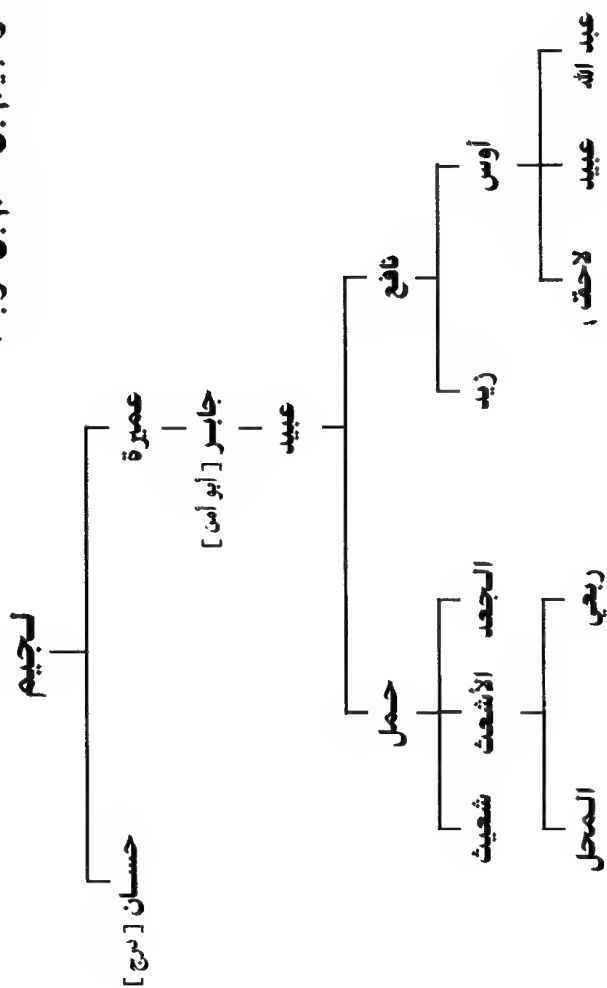 لجيم
عميرة حسان
جابر [ أبو أمن ]
عبيد
نافع حمل
أوس زيد الجعد الأشعث شعيث
عبد الله عبيد لاحق ١ ربعي المحل